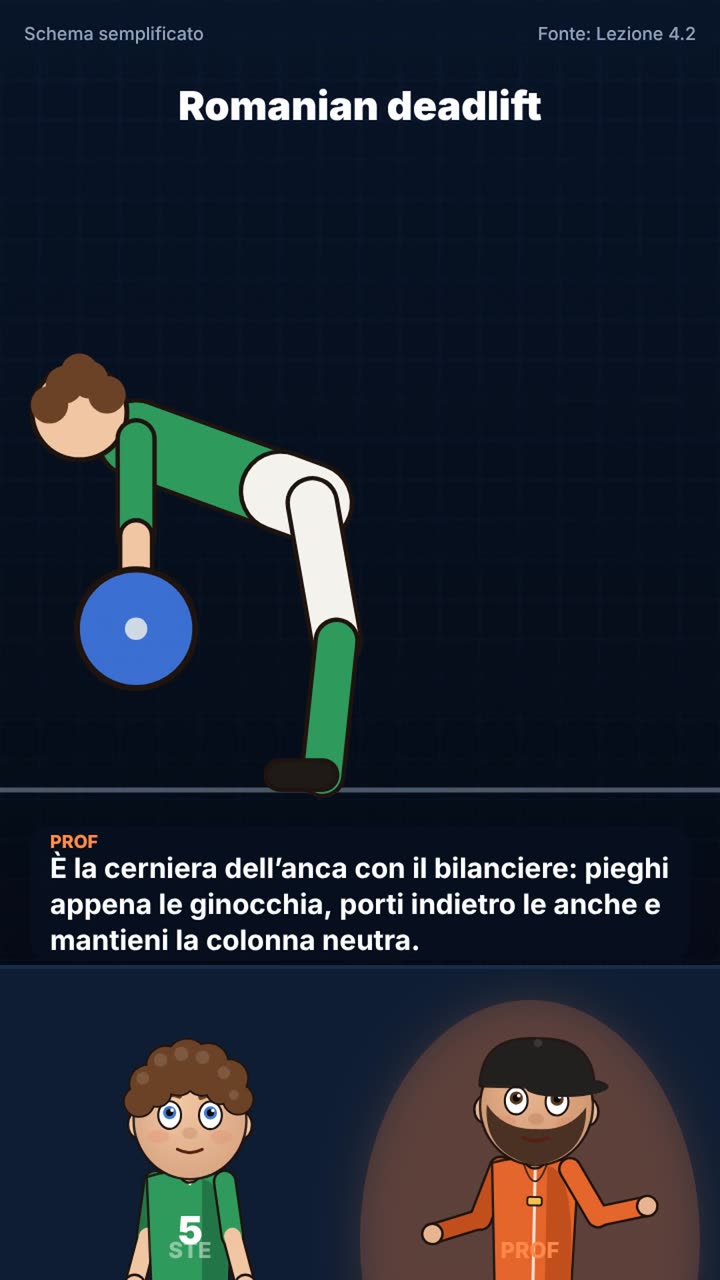 Schema semplificato
Fonte: Lezione 4.2
Romanian deadlift
PROF
È la cerniera dell’anca con il bilanciere: pieghi
appena le ginocchia, porti indietro le anche e
mantieni la colonna neutra.
5
STE
PROF